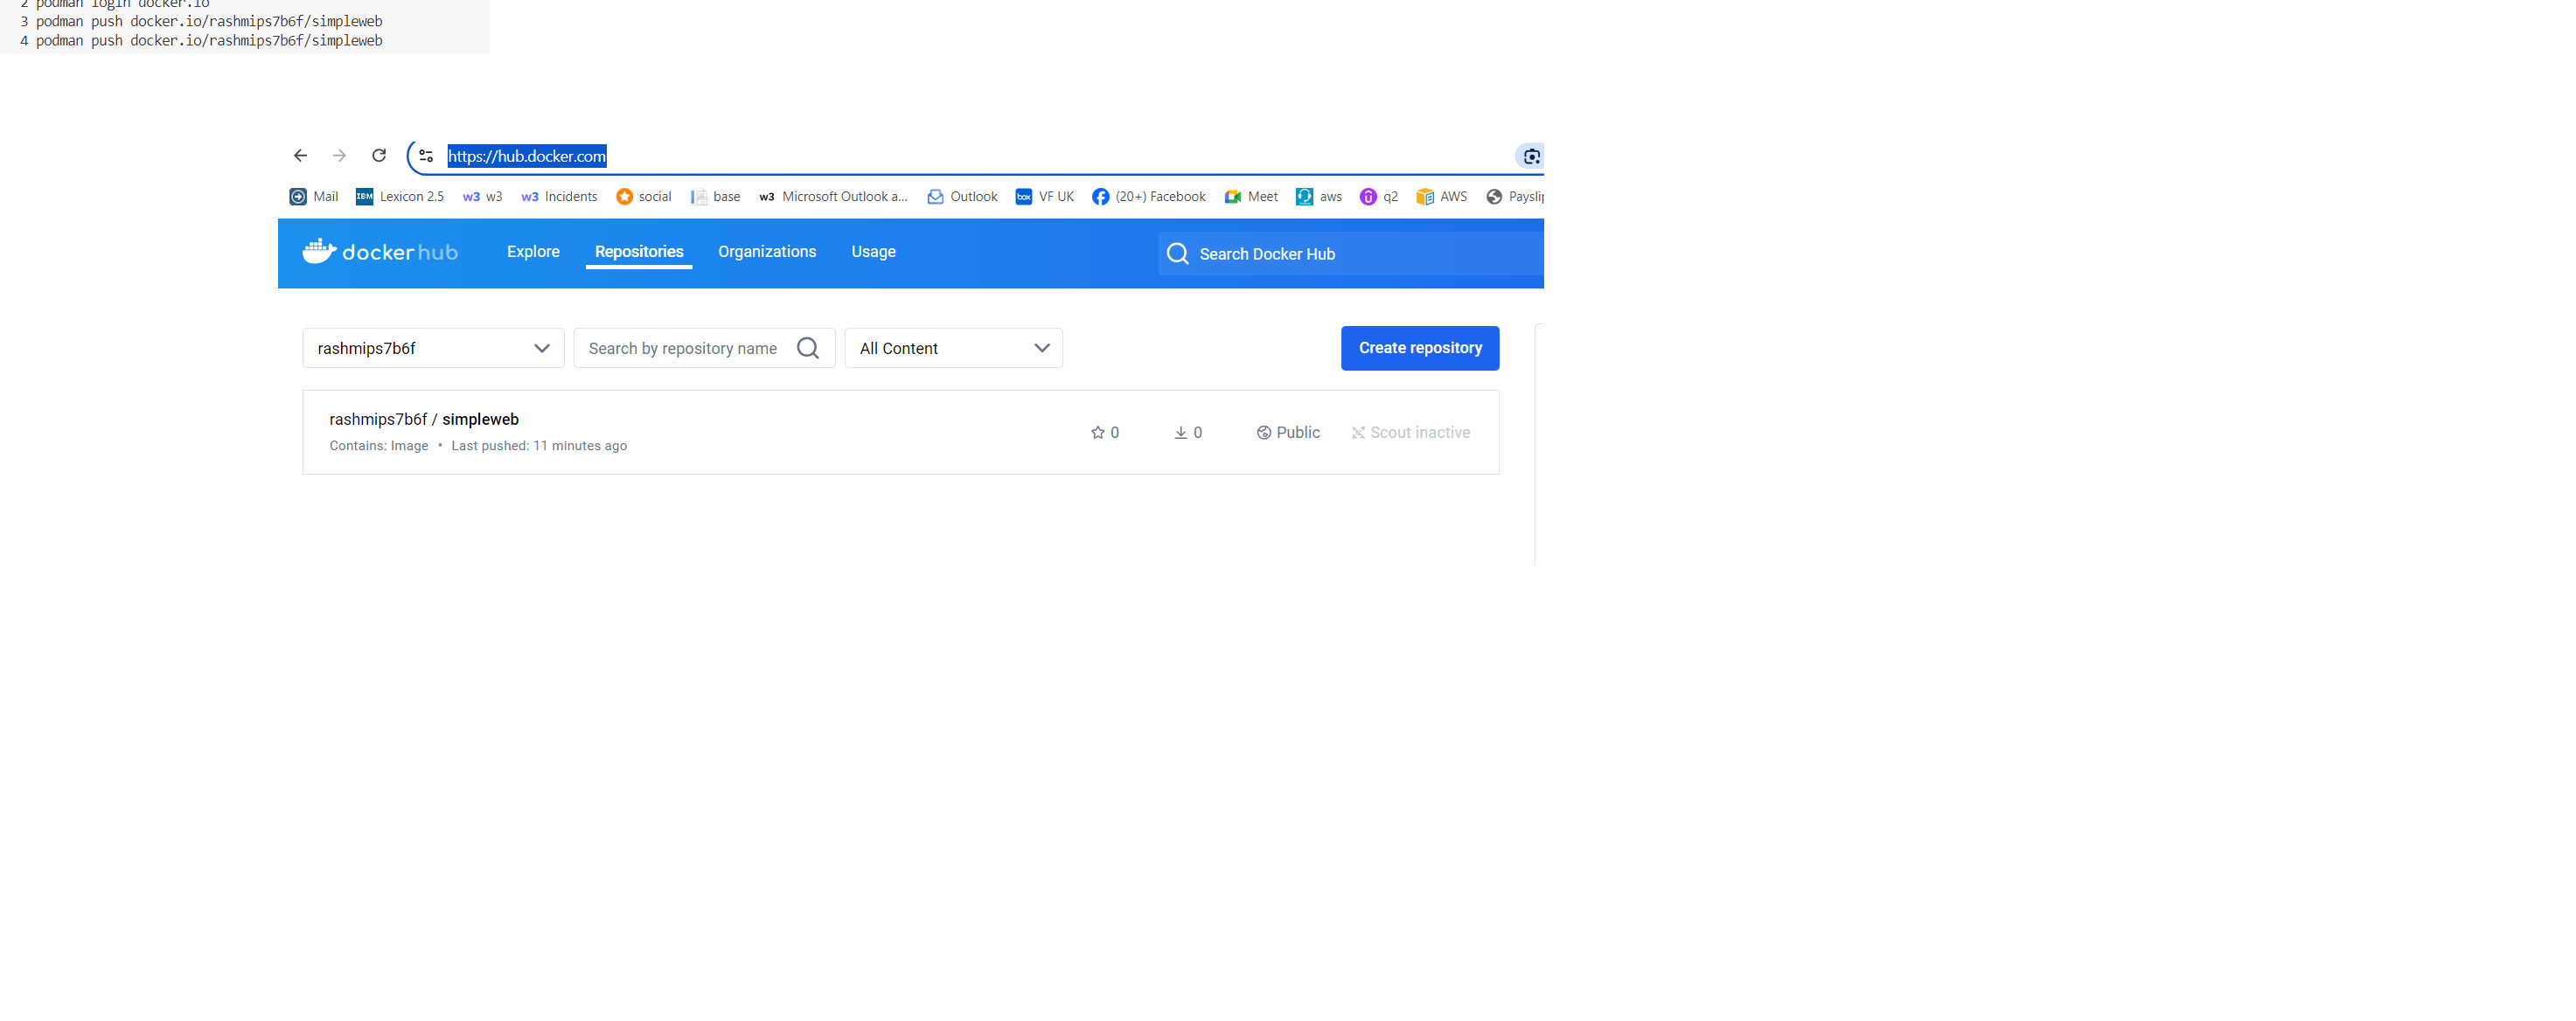 2 podman login docker.io
3 podman push docker.io/rashmips7b6f/simpleweb
4 podman push docker.io/rashmips7b6f/simpleweb
https://hub.docker.com
Mail IBM Lexicon 2.5 w3 w3 w3 Incidents social base w3 Microsoft Outlook a... Outlook box VF UK (20+) Facebook Meet aws q2 AWS Payslip
dockerhub Explore Repositories Organizations Usage Search Docker Hub
rashmips7b6f Search by repository name All Content Create repository
rashmips7b6f / simpleweb
Contains: Image • Last pushed: 11 minutes ago
0 0 Public Scout inactive